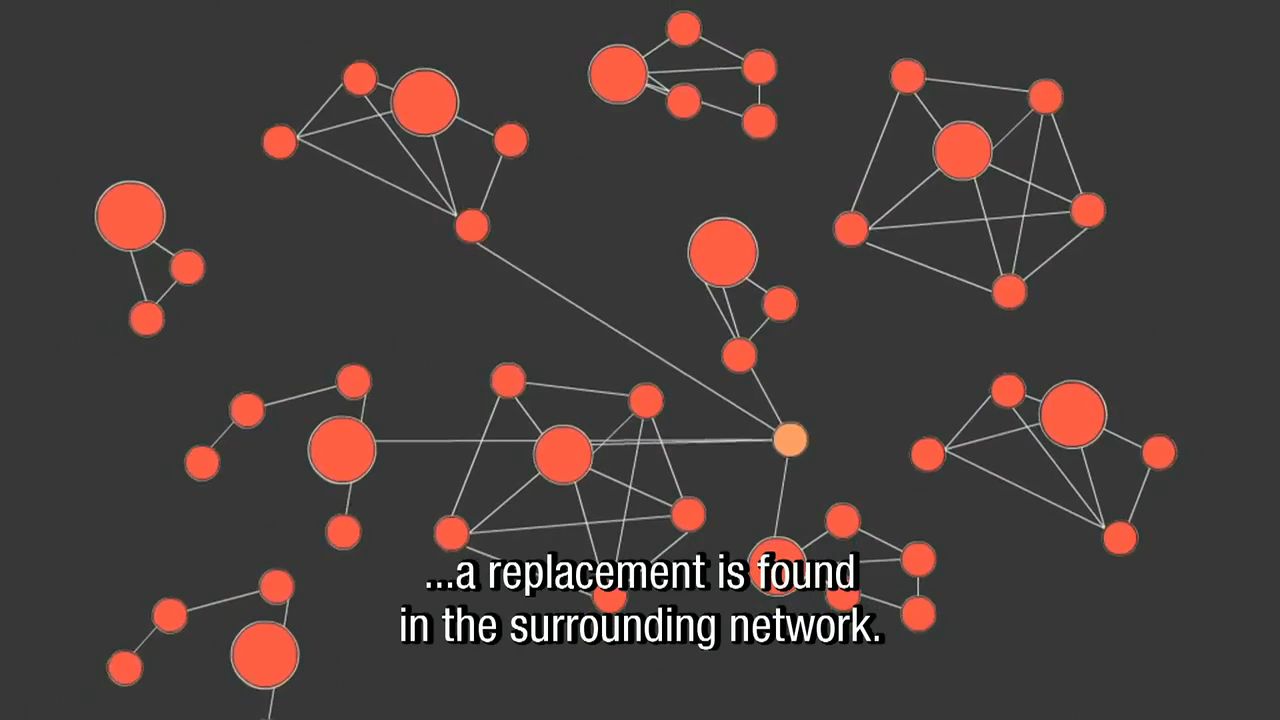 ...a replacement is found
in the surrounding network.